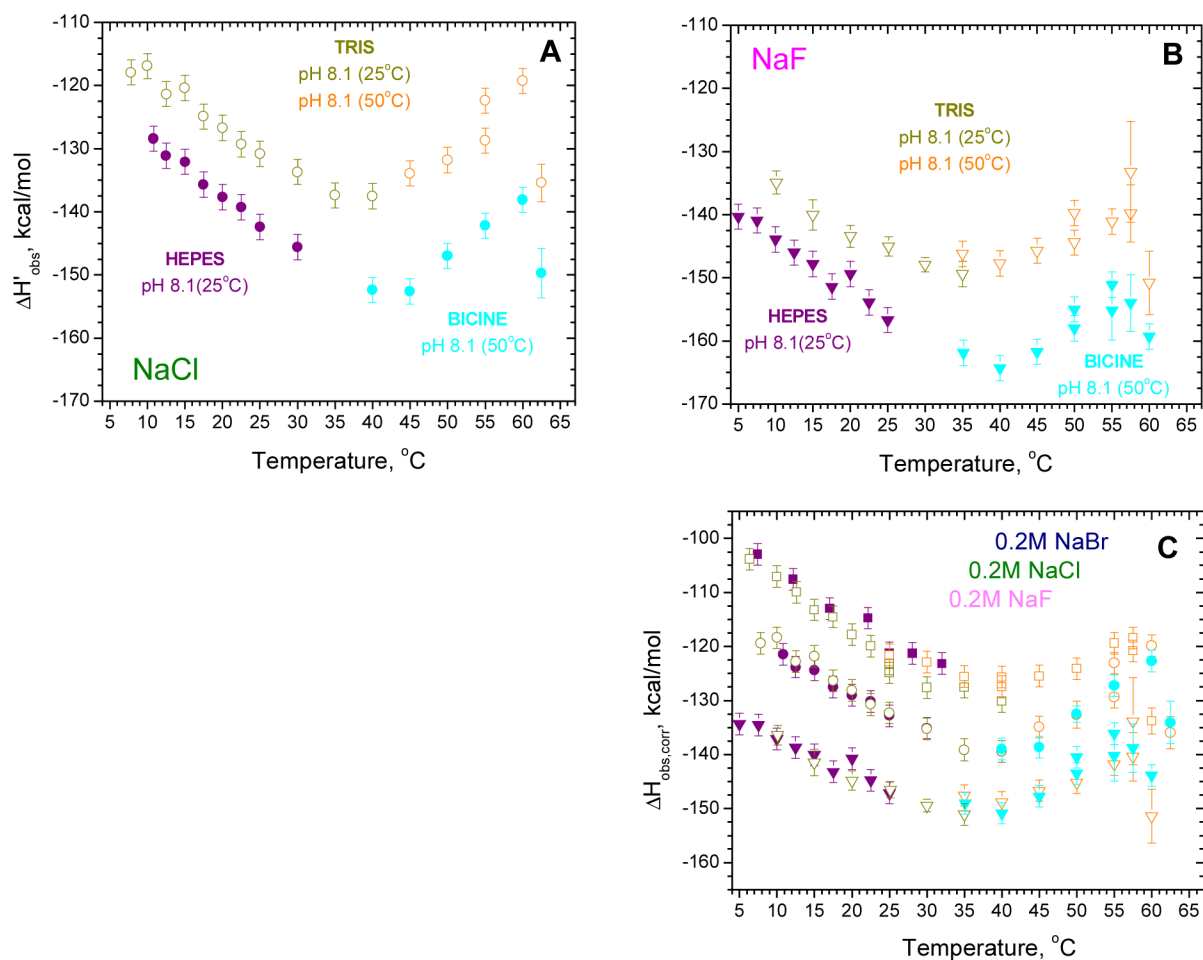 A
TRIS
pH 8.1 (25°C)
pH 8.1 (50°C)
HEPES
pH 8.1(25°C)
BICINE
pH 8.1 (50°C)
NaCl
-110
-120
-130
-140
-150
-160
-170
5 10 15 20 25 30 35 40 45 50 55 60 65
ΔH'obs, kcal/mol
Temperature, °C
B
NaF
TRIS
pH 8.1 (25°C)
pH 8.1 (50°C)
HEPES
pH 8.1(25°C)
BICINE
pH 8.1 (50°C)
-110
-120
-130
-140
-150
-160
-170
5 10 15 20 25 30 35 40 45 50 55 60 65
Temperature, °C
C
0.2M NaBr
0.2M NaCl
0.2M NaF
-100
-110
-120
-130
-140
-150
-160
5 10 15 20 25 30 35 40 45 50 55 60 65
ΔHobs,corr, kcal/mol
Temperature, °C